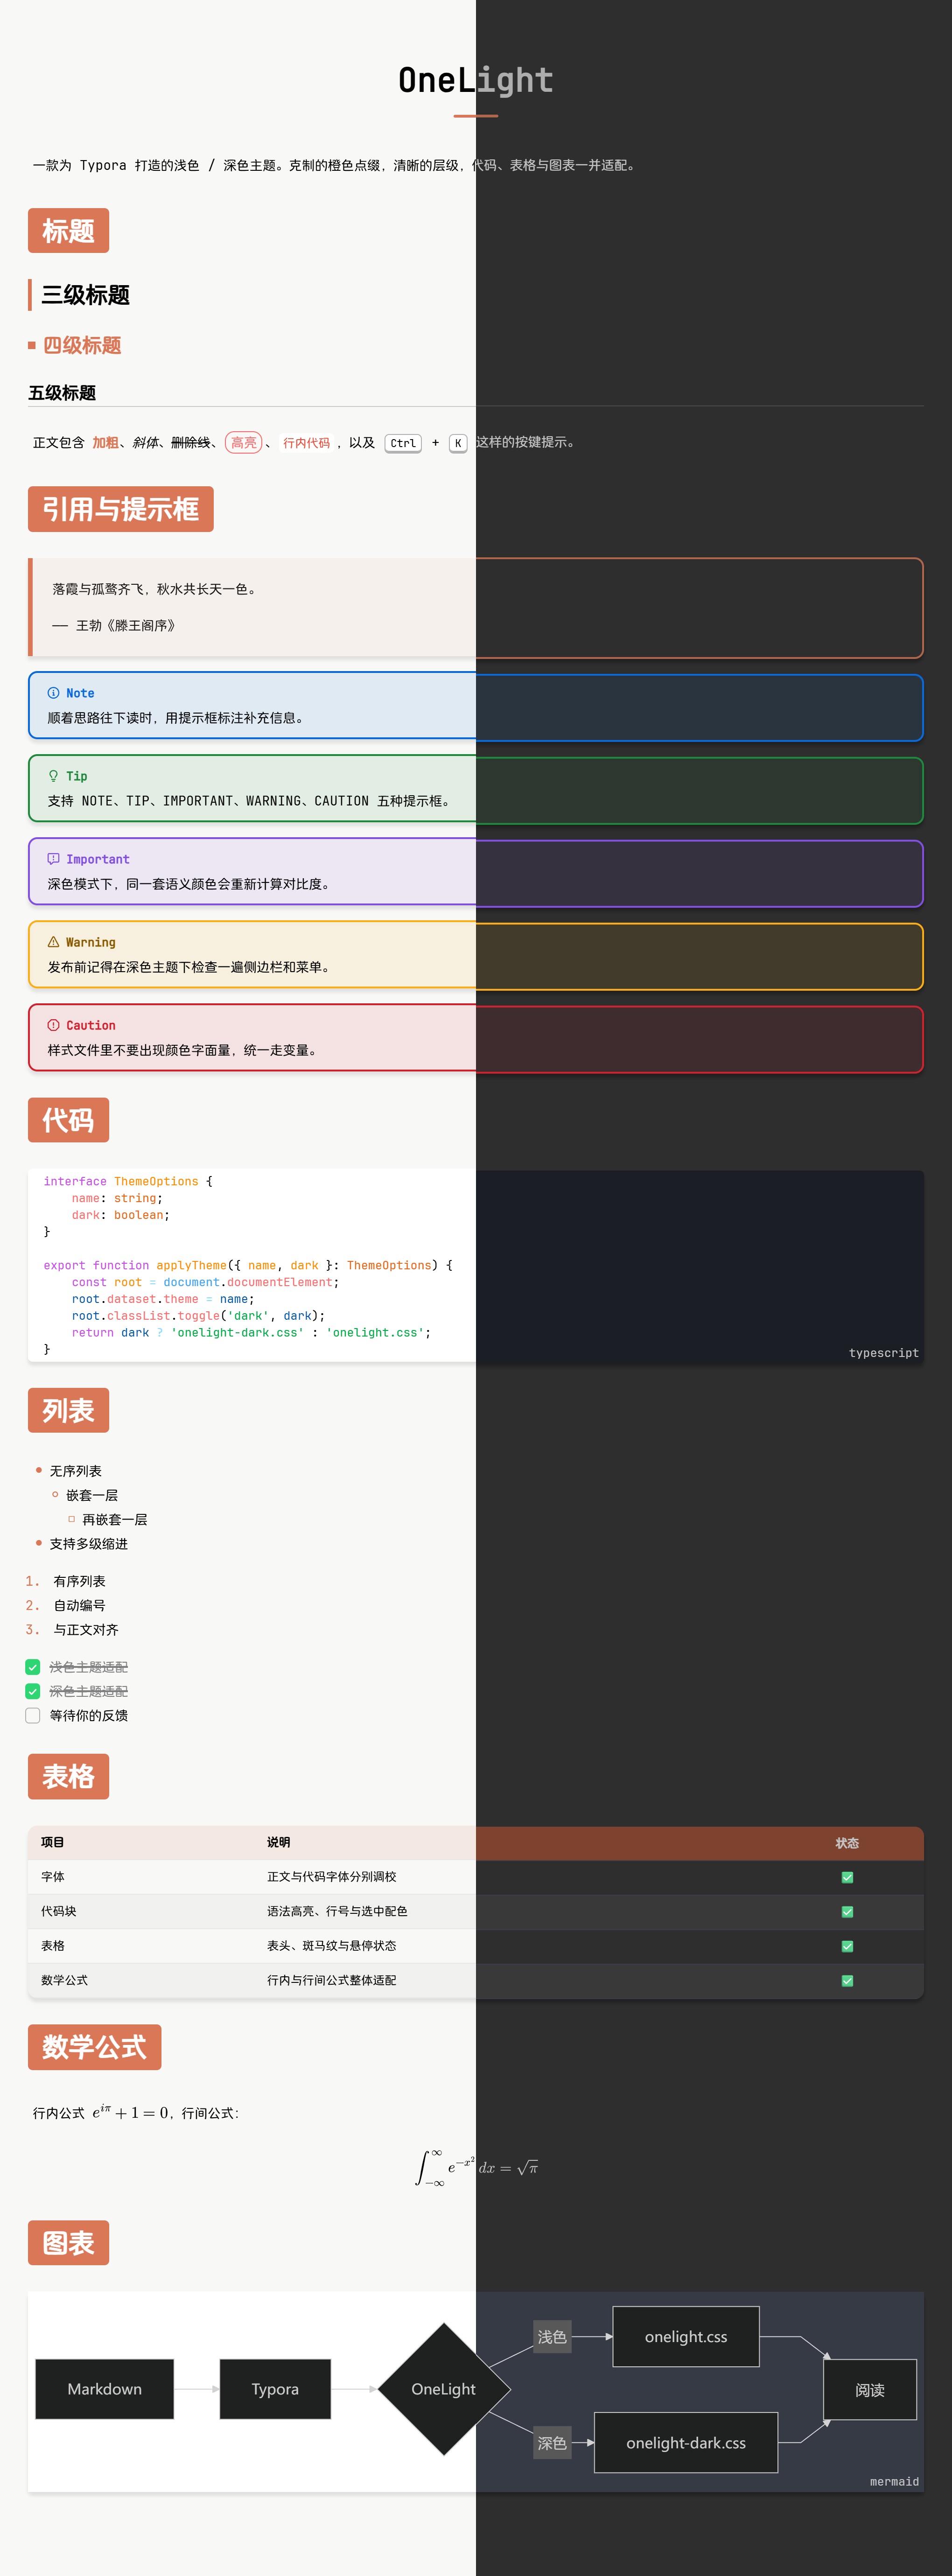 OneLight
一款为 Typora 打造的浅色 / 深色主题。克制的橙色点缀，清晰的层级，代码、表格与图表一并适配。
标题
三级标题
四级标题
五级标题
正文包含 加粗、斜体、删除线、高亮、行内代码，以及 Ctrl + K 这样的按键提示。
引用与提示框
落霞与孤鹜齐飞，秋水共长天一色。
—— 王勃《滕王阁序》
Note
顺着思路往下读时，用提示框标注补充信息。
Tip
支持 NOTE、TIP、IMPORTANT、WARNING、CAUTION 五种提示框。
Important
深色模式下，同一套语义颜色会重新计算对比度。
Warning
发布前记得在深色主题下检查一遍侧边栏和菜单。
Caution
样式文件里不要出现颜色字面量，统一走变量。
代码
interface ThemeOptions {
    name: string;
    dark: boolean;
}
export function applyTheme({ name, dark }: ThemeOptions) {
    const root = document.documentElement;
    root.dataset.theme = name;
    root.classList.toggle('dark', dark);
    return dark ? 'onelight-dark.css' : 'onelight.css';
}
typescript
列表
无序列表
嵌套一层
再嵌套一层
支持多级缩进
1. 有序列表
2. 自动编号
3. 与正文对齐
浅色主题适配
深色主题适配
等待你的反馈
表格
项目 说明 状态
字体 正文与代码字体分别调校 ✅
代码块 语法高亮、行号与选中配色 ✅
表格 表头、斑马纹与悬停状态 ✅
数学公式 行内与行间公式整体适配 ✅
数学公式
行内公式 $e^{i\pi} + 1 = 0$，行间公式：
$\int_{-\infty}^{\infty} e^{-x^2} dx = \sqrt{\pi}$
图表
Markdown
Typora
OneLight
浅色
onelight.css
深色
onelight-dark.css
阅读
mermaid